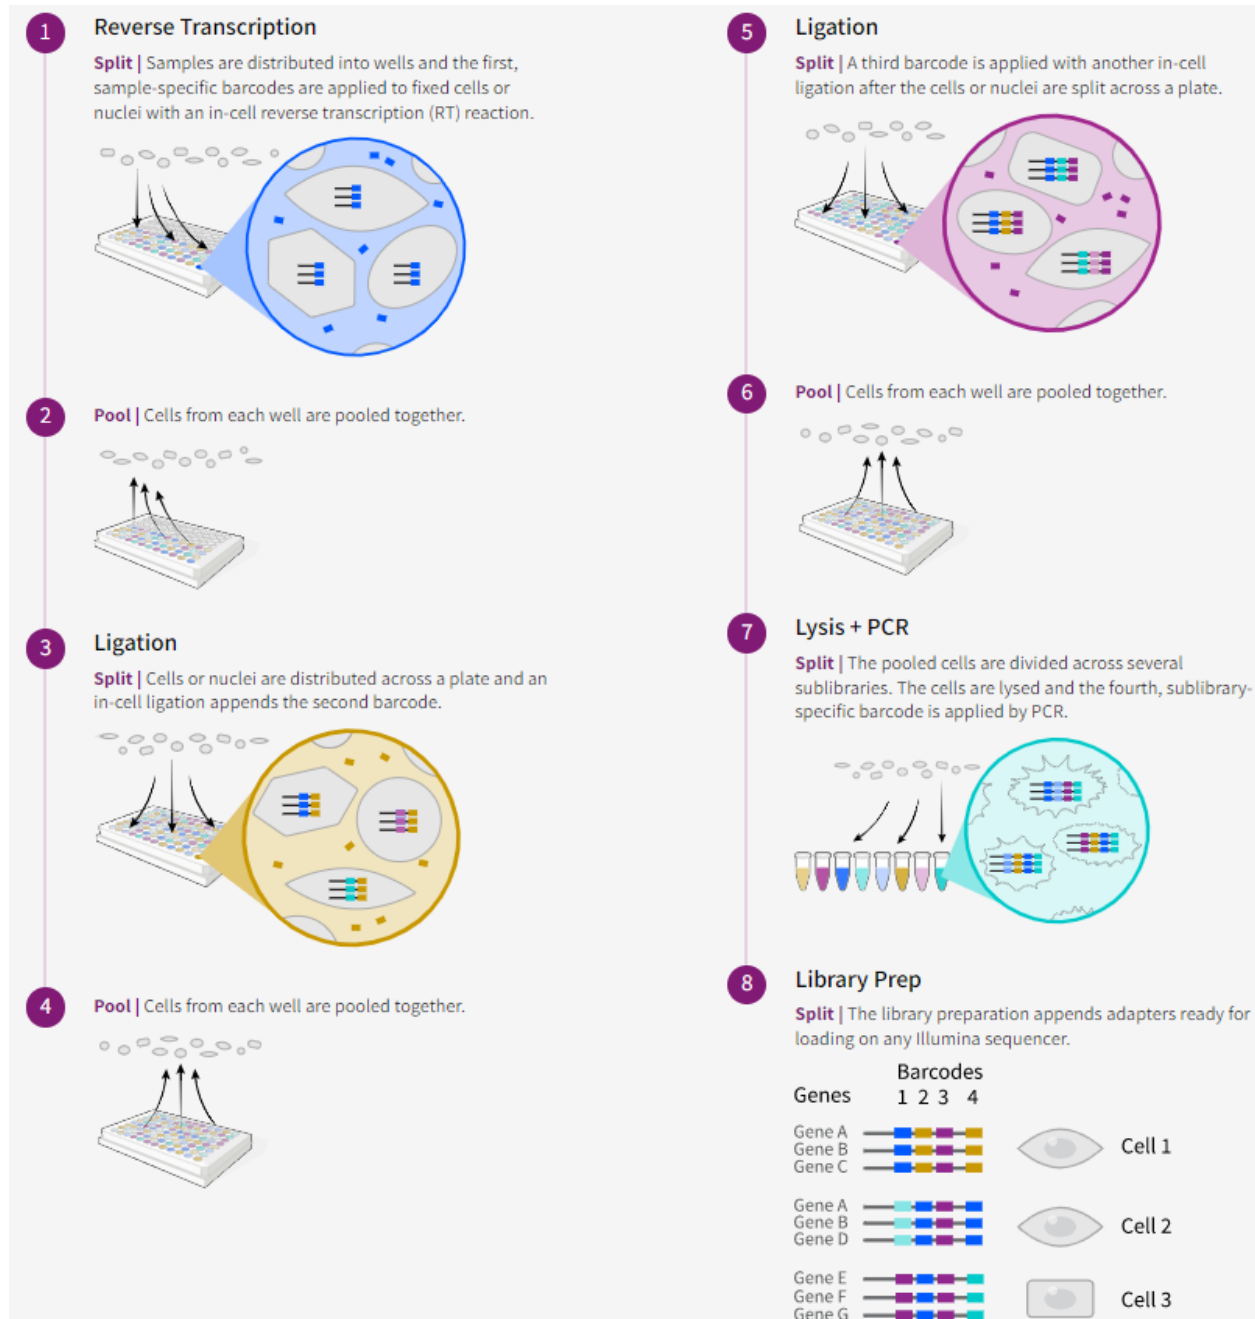 1
Reverse Transcription
Split | Samples are distributed into wells and the first,
sample-specific barcodes are applied to fixed cells or
nuclei with an in-cell reverse transcription (RT) reaction.
2
Pool | Cells from each well are pooled together.
3
Ligation
Split | Cells or nuclei are distributed across a plate and an
in-cell ligation appends the second barcode.
4
Pool | Cells from each well are pooled together.
5
Ligation
Split | A third barcode is applied with another in-cell
ligation after the cells or nuclei are split across a plate.
6
Pool | Cells from each well are pooled together.
7
Lysis + PCR
Split | The pooled cells are divided across several
sublibraries. The cells are lysed and the fourth, sublibrary-
specific barcode is applied by PCR.
8
Library Prep
Split | The library preparation appends adapters ready for
loading on any Illumina sequencer.
Barcodes
Genes 1 2 3 4
Gene A
Gene B
Gene C
Cell 1
Gene A
Gene B
Gene D
Cell 2
Gene E
Gene F
Gene G
Cell 3